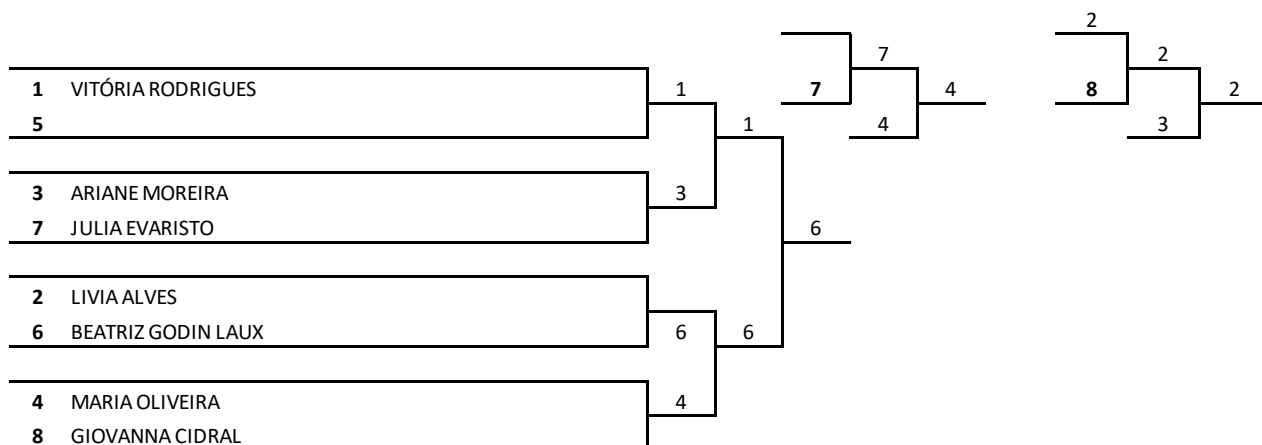 2
7 2
1 VITÓRIA RODRIGUES 1 7 4 8 2
5 1 4 3
3 ARIANE MOREIRA 3
7 JULIA EVARISTO 6
2 LIVIA ALVES
6 BEATRIZ GODIN LAUX 6 6
4 MARIA OLIVEIRA 4
8 GIOVANNA CIDRAL